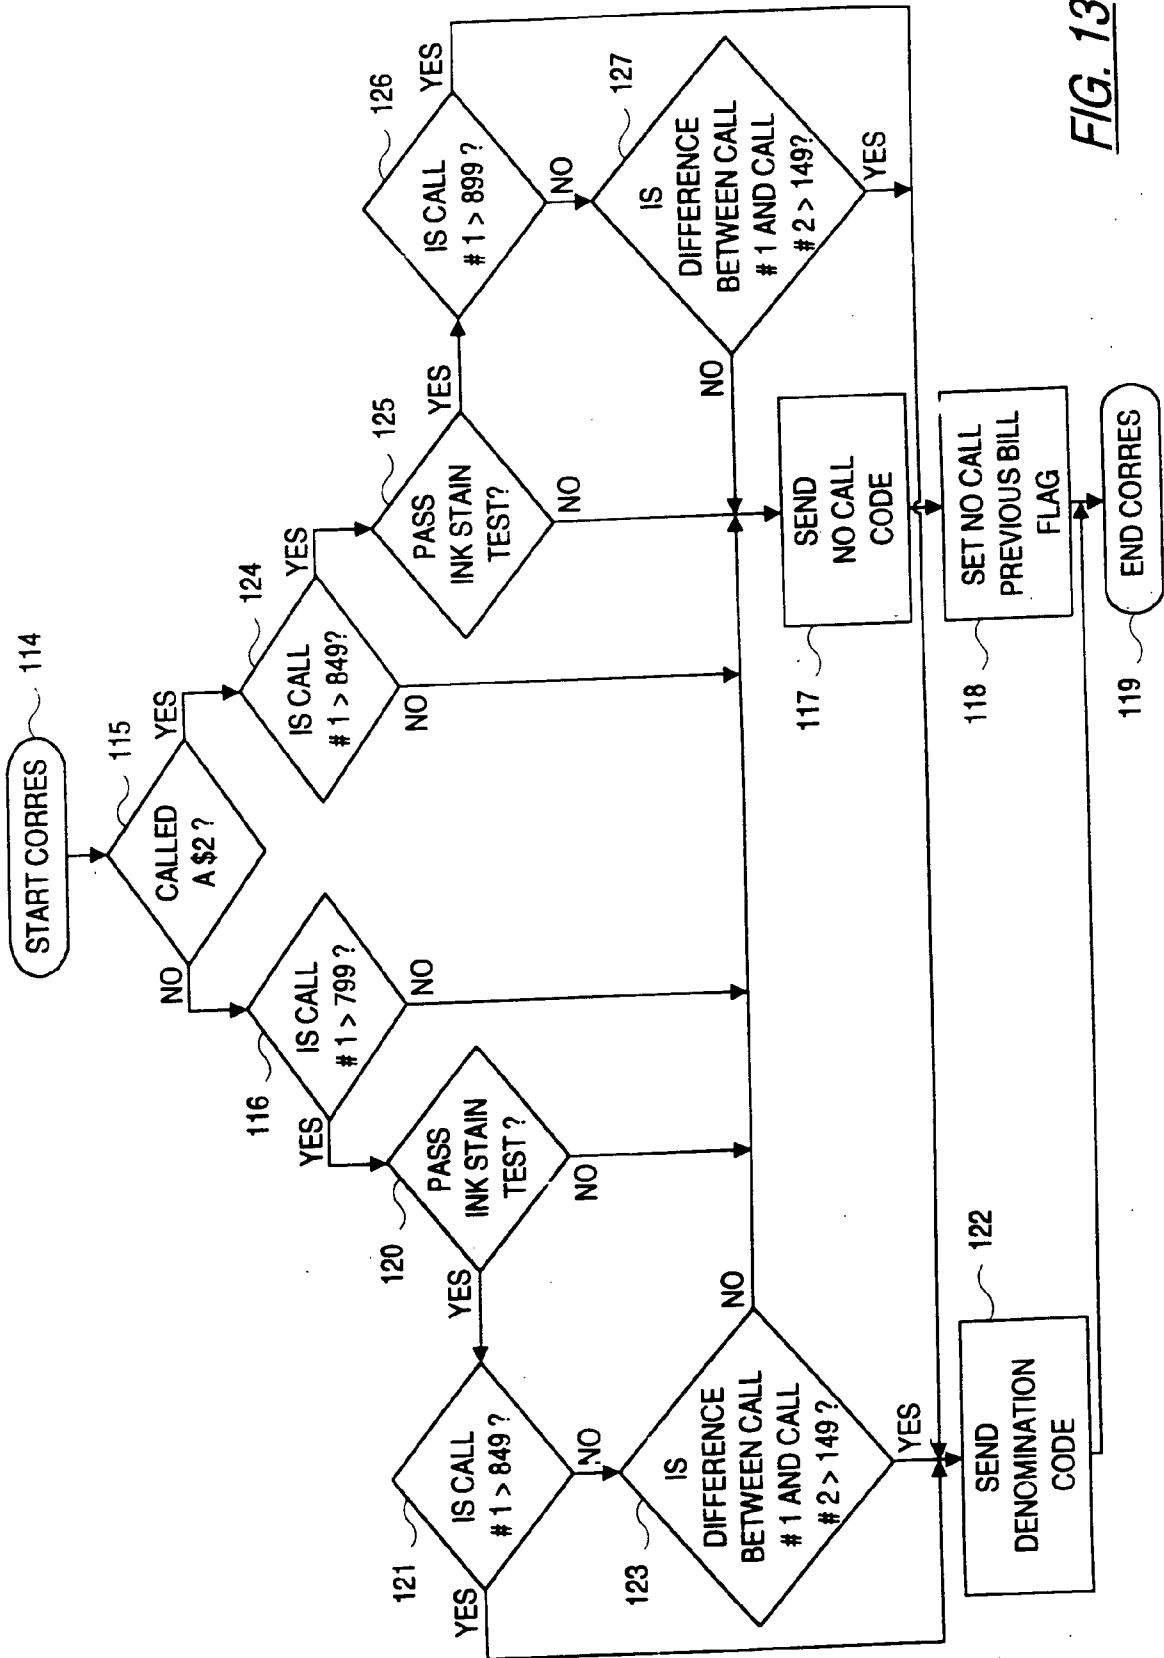 START CORRES
114
CALLED
A $2 ?
115
NO
YES
IS CALL
# 1 > 799 ?
116
YES
NO
IS CALL
# 1 > 849?
124
YES
NO
PASS
INK STAIN
TEST ?
120
YES
NO
PASS
INK STAIN
TEST?
125
YES
NO
IS CALL
# 1 > 849 ?
121
YES
NO
IS CALL
# 1 > 899 ?
126
YES
NO
IS
DIFFERENCE
BETWEEN CALL
# 1 AND CALL
# 2 > 149 ?
123
NO
YES
IS
DIFFERENCE
BETWEEN CALL
# 1 AND CALL
# 2 > 149?
127
NO
YES
SEND
NO CALL
CODE
117
SET NO CALL
PREVIOUS BILL
FLAG
118
SEND
DENOMINATION
CODE
122
END CORRES
119
FIG. 13